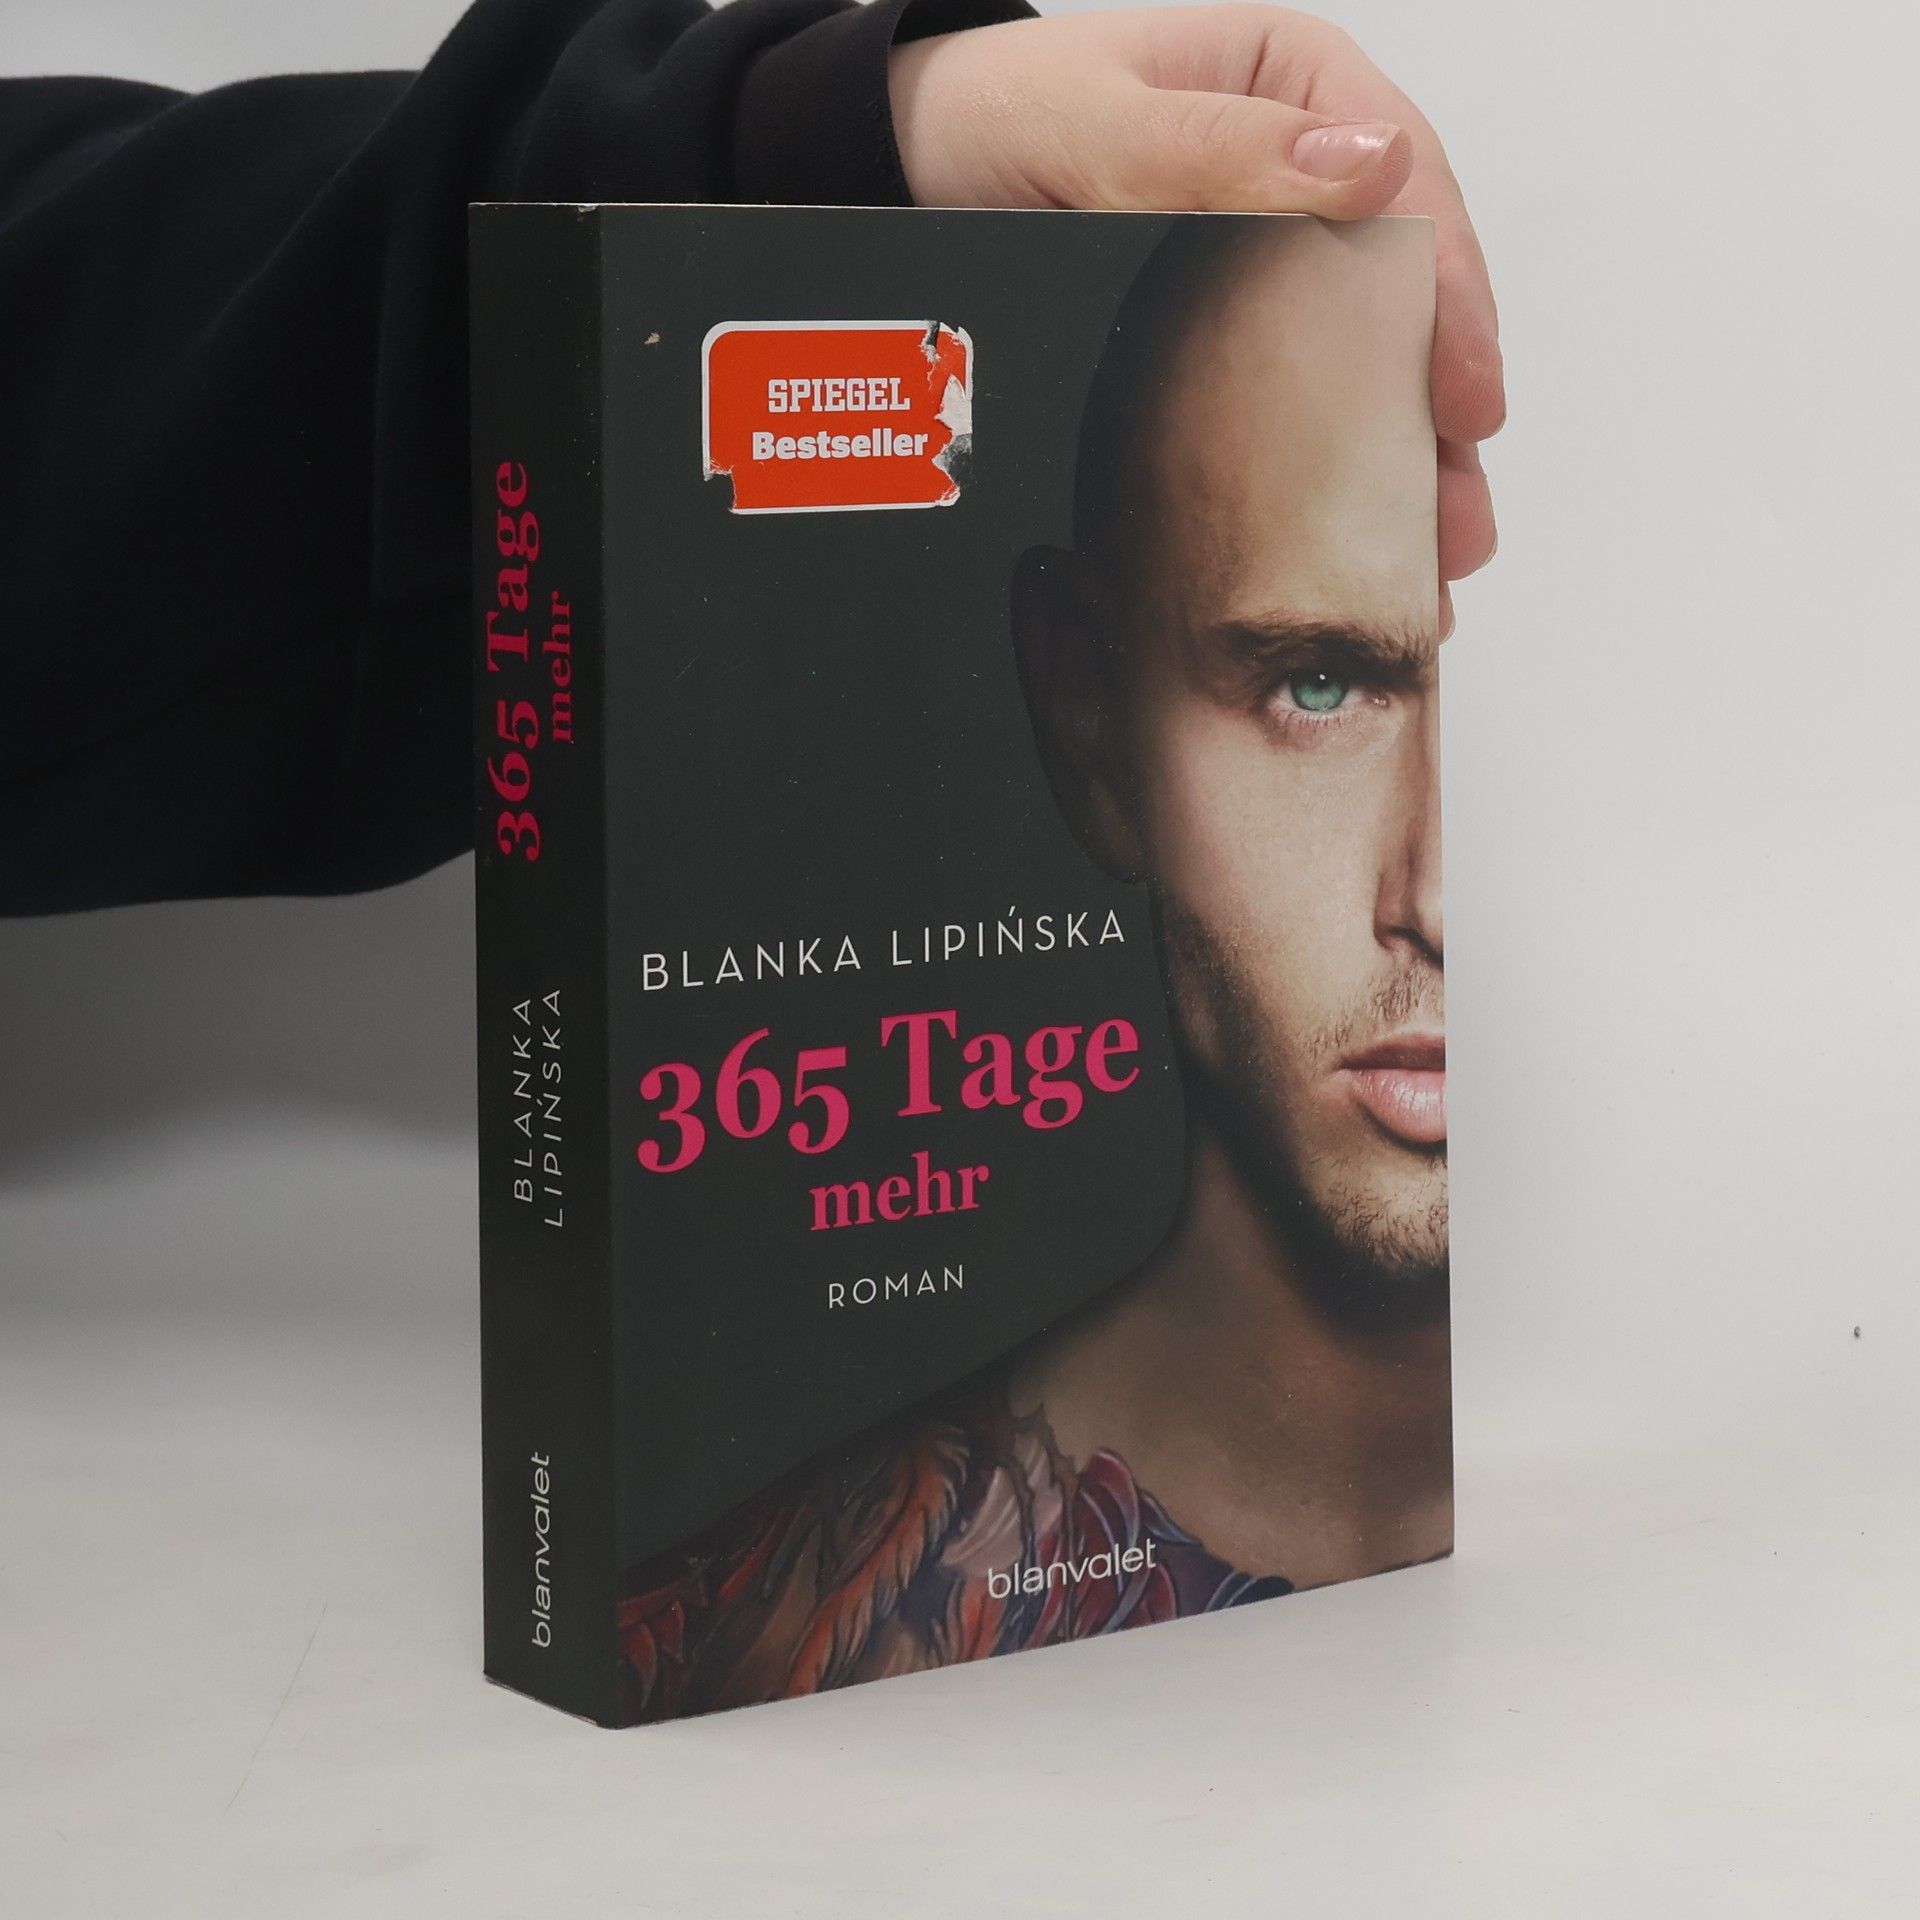 SPIEGEL
Bestseller
BLANKA LIPIŃSKA
365 Tage
mehr
ROMAN
blanvalet
365 Tage
mehr
BLANKA
LIPIŃSKA
blanvalet